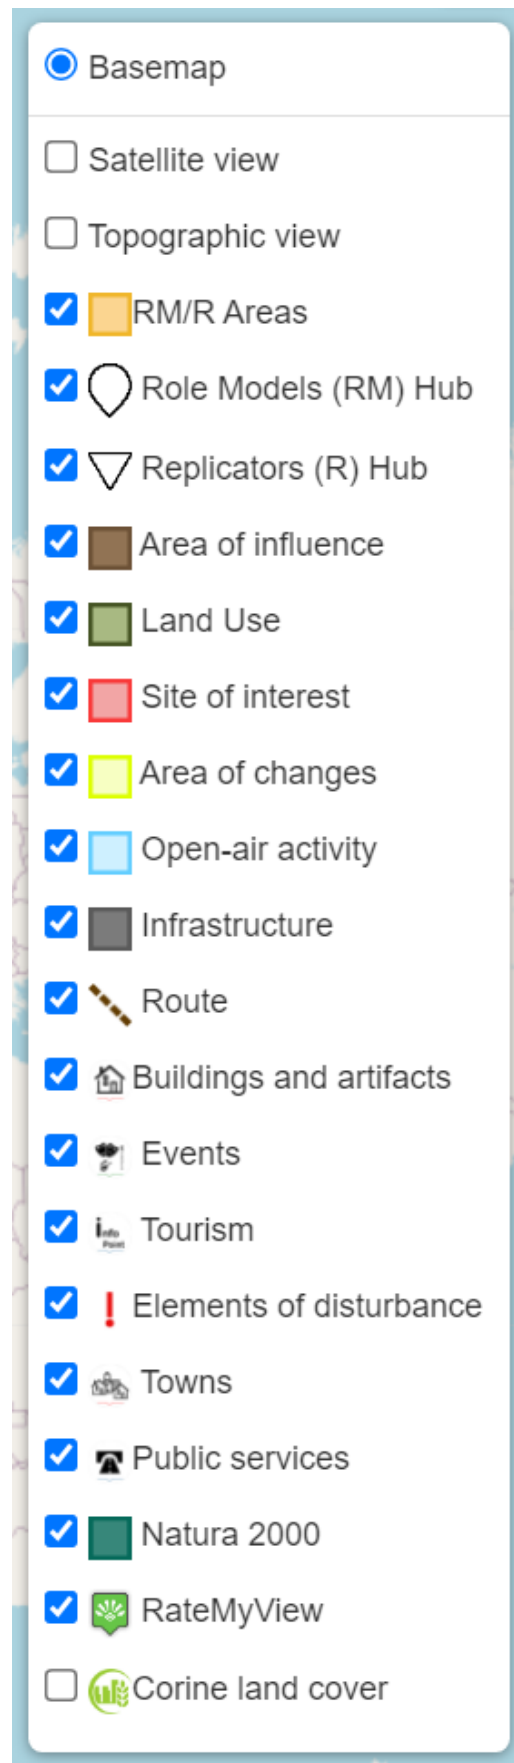 Basemap
Satellite view
Topographic view
RM/R Areas
Role Models (RM) Hub
Replicators (R) Hub
Area of influence
Land Use
Site of interest
Area of changes
Open-air activity
Infrastructure
Route
Buildings and artifacts
Events
info Point Tourism
Elements of disturbance
Towns
Public services
Natura 2000
RateMyView
Corine land cover